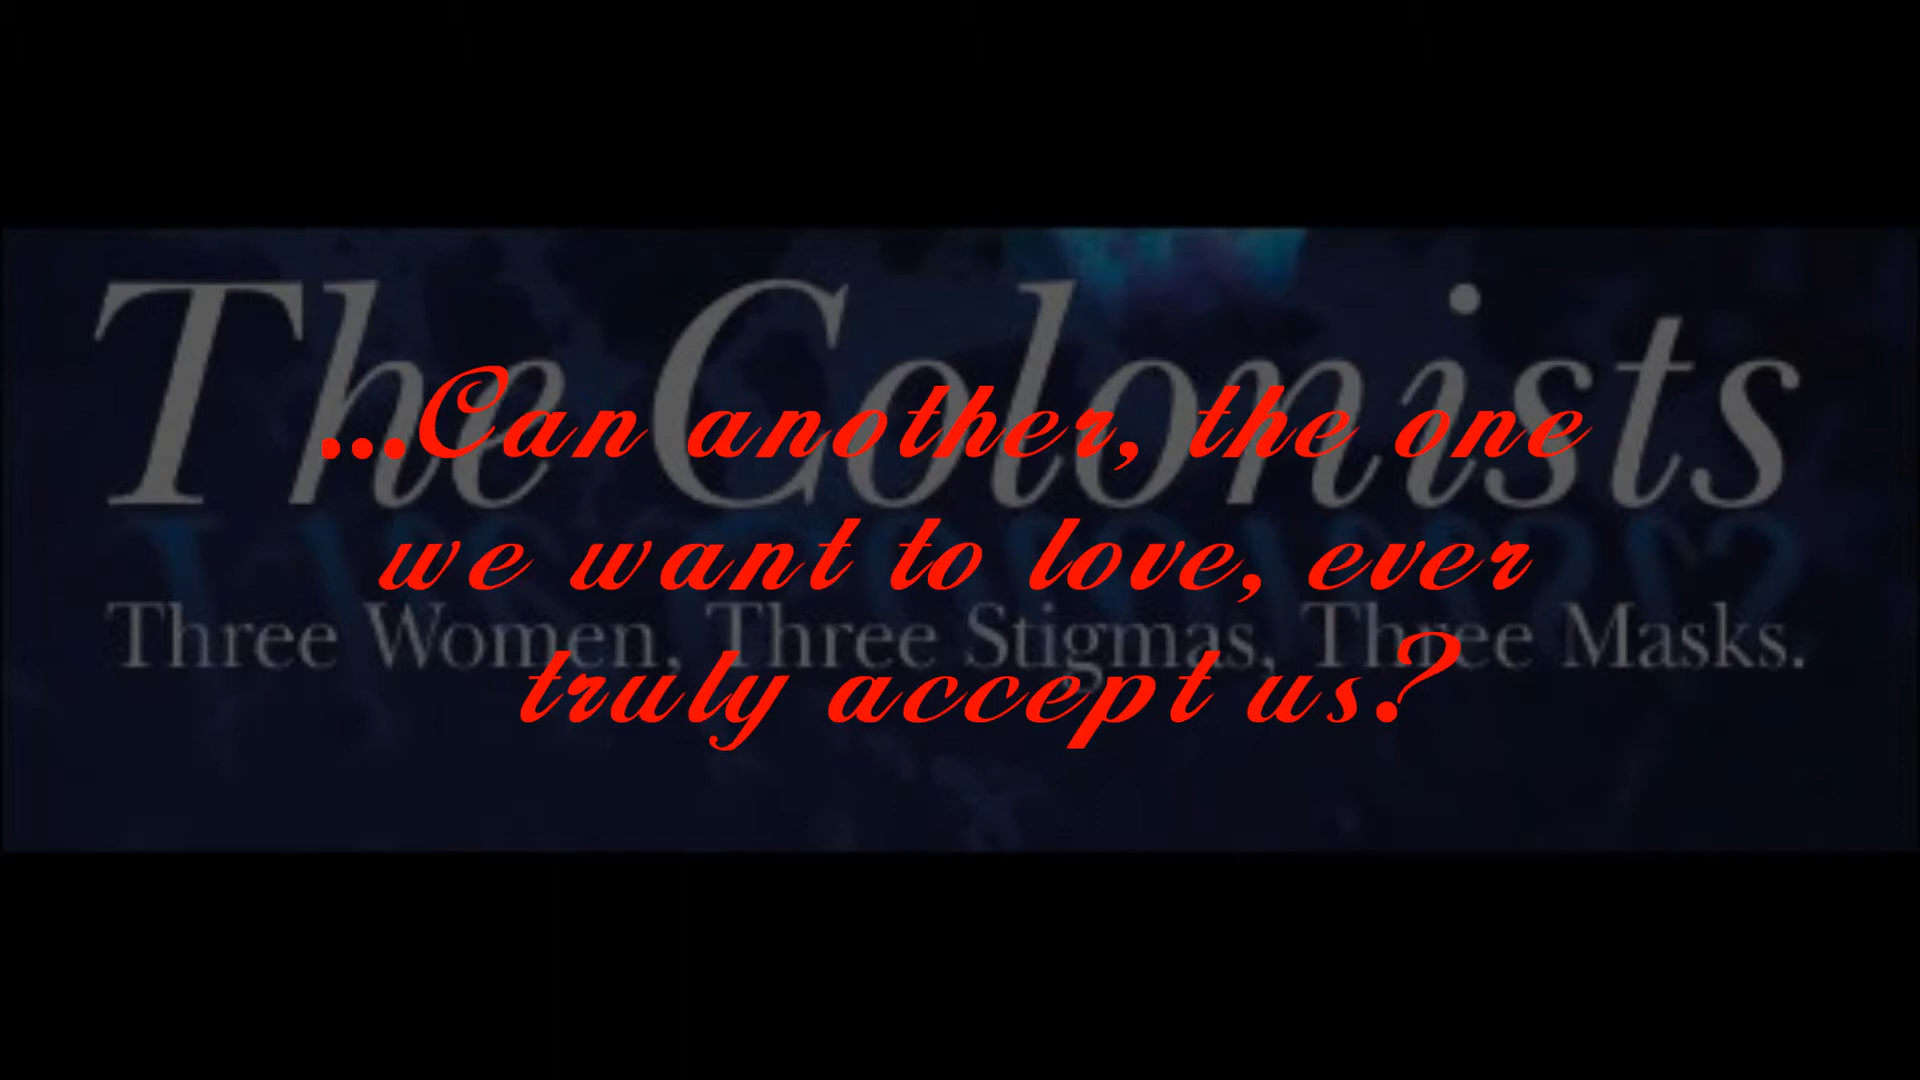 The Colonists
...Can another, the one
we want to love, ever
Three Women, Three Stigmas, Three Masks.
truly accept us?